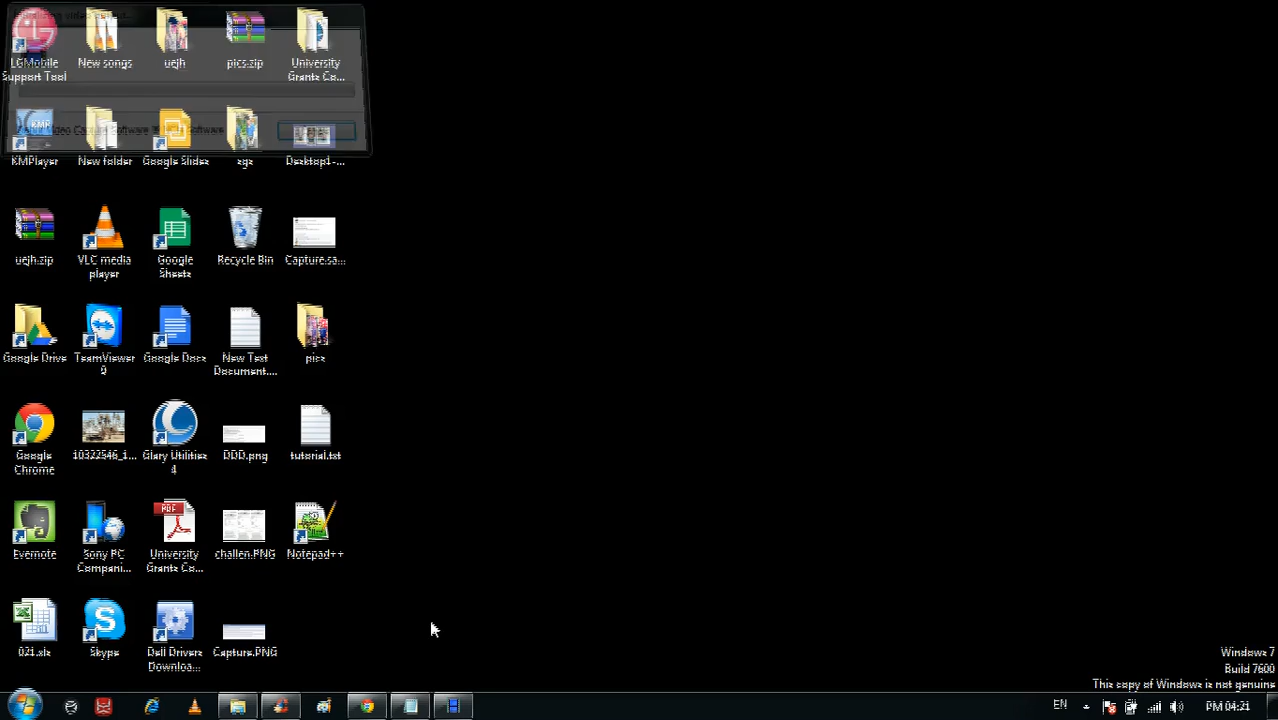 LGMobile
Support Tool
New songs
uejh
pics.zip
University
Grants Co...
KMPlayer
New folder
Google Slides
sgs
Desktop1-...
uejh.zip
VLC media
player
Google
Sheets
Recycle Bin
Capture.sa...
Google Drive
TeamViewer
9
Google Docs
New Text
Document....
pics
Google
Chrome
10322546_1...
Glary Utilities
4
DDD.png
tutorial.txt
Evernote
Sony PC
Compani...
University
Grants Co...
challen.PNG
Notepad++
021.xls
Skype
Dell Drivers
Downloa...
Capture.PNG
Windows 7
Build 7600
This copy of Windows is not genuine
EN
PM 04:21